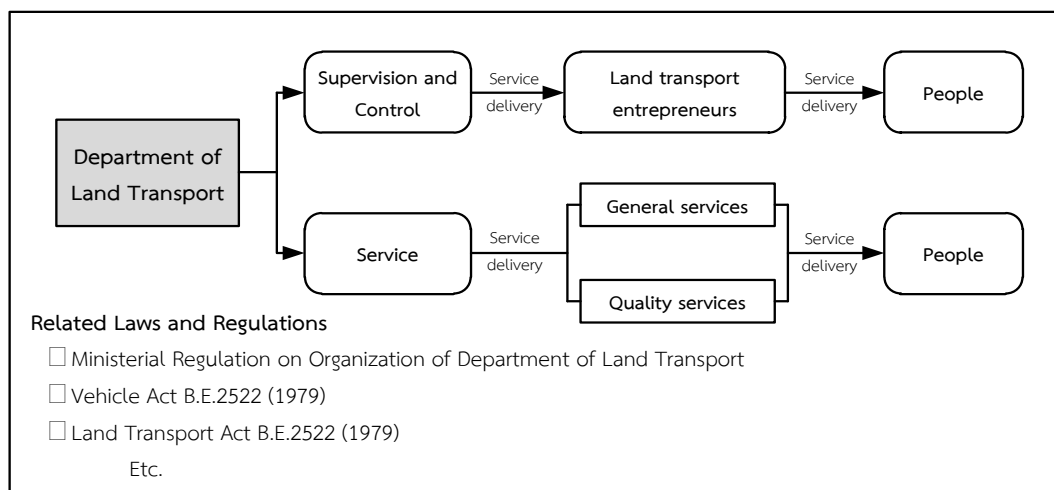 Department of
Land Transport
Supervision and
Control
Service
delivery
Land transport
entrepreneurs
Service
delivery
People
Service
Service
delivery
General services
Quality services
Service
delivery
People
Related Laws and Regulations
Ministerial Regulation on Organization of Department of Land Transport
Vehicle Act B.E.2522 (1979)
Land Transport Act B.E.2522 (1979)
Etc.